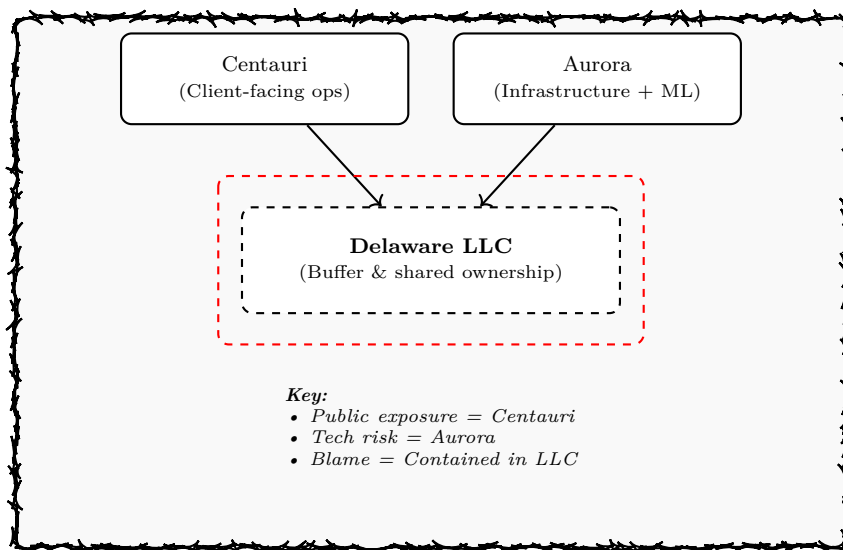 Centauri
(Client-facing ops)
Aurora
(Infrastructure + ML)
Delaware LLC
(Buffer & shared ownership)
Key:
• Public exposure = Centauri
• Tech risk = Aurora
• Blame = Contained in LLC